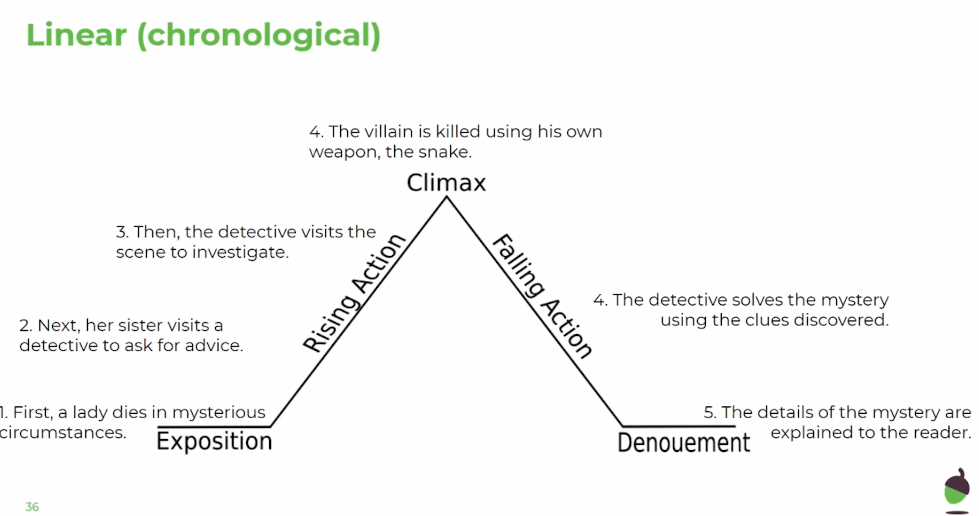 Linear (chronological)
4. The villain is killed using his own
weapon, the snake.
Climax
3. Then, the detective visits the
scene to investigate.
Rising Action
Falling Action
4. The detective solves the mystery
using the clues discovered.
2. Next, her sister visits a
detective to ask for advice.
1. First, a lady dies in mysterious
circumstances.
Exposition
5. The details of the mystery are
explained to the reader.
Denouement
36